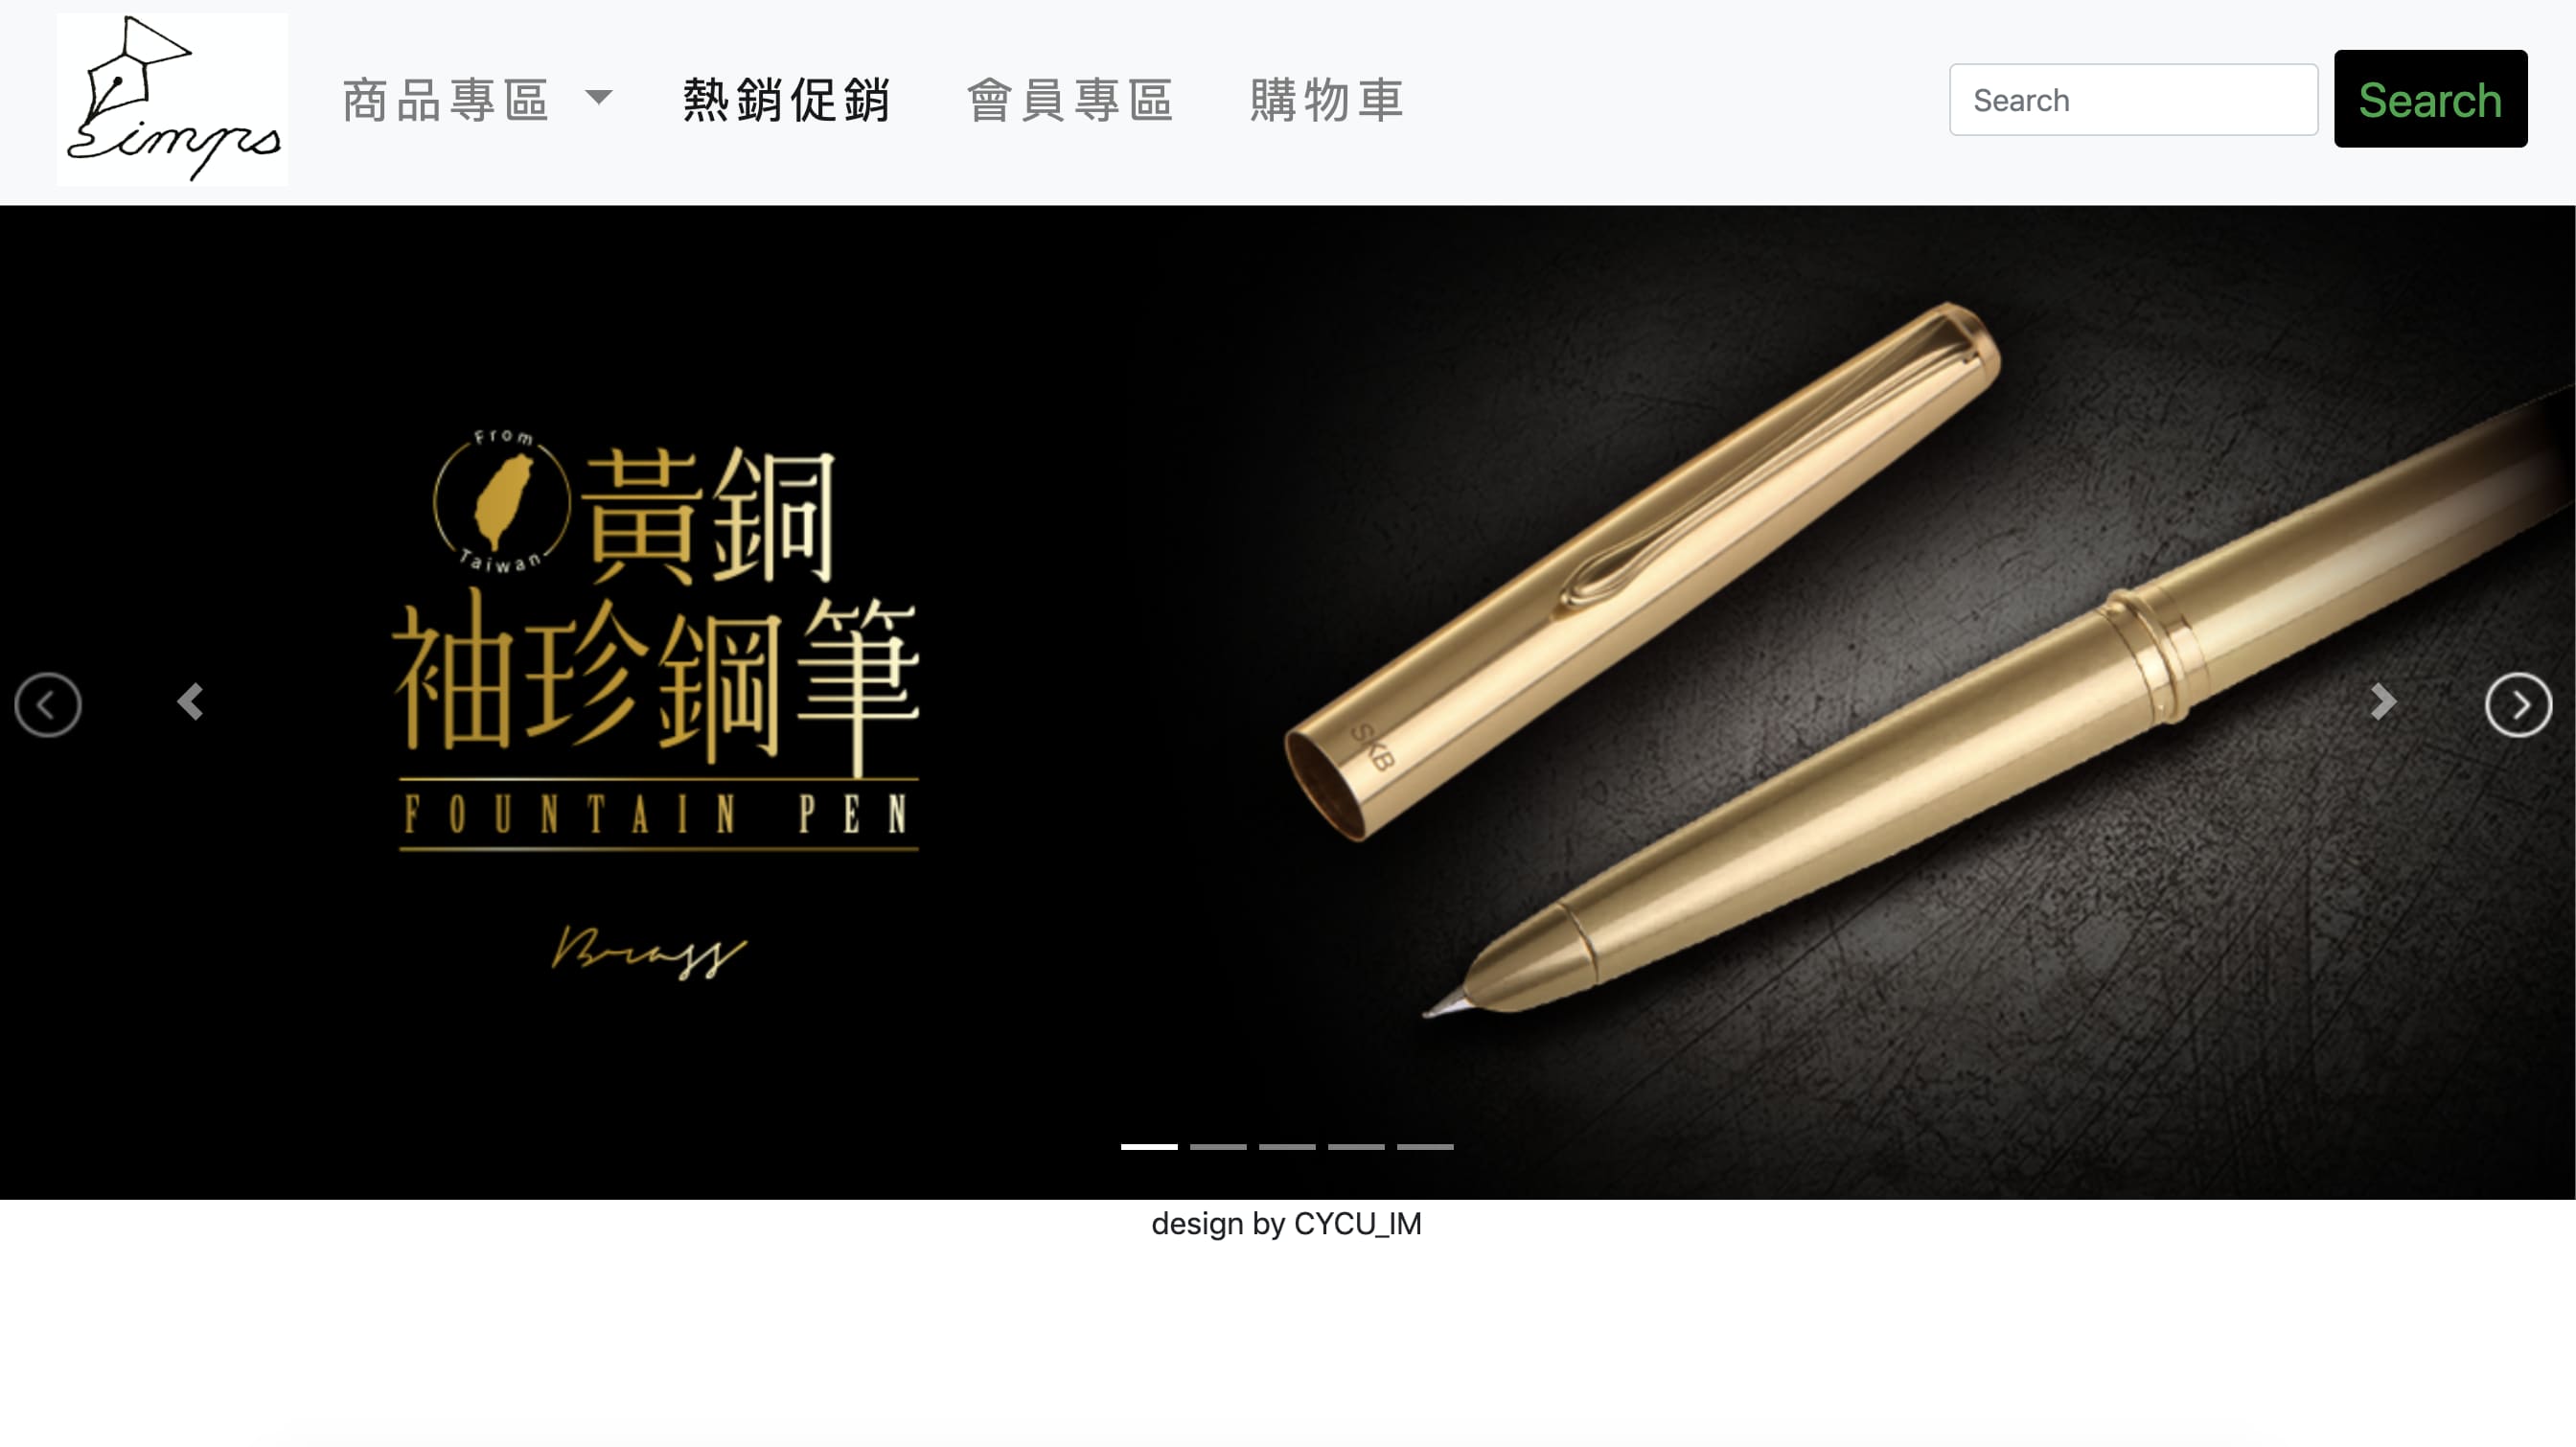 Simps
商品專區
熱銷促銷
會員專區
購物車
Search
Search
From
Taiwan
黃銅
袖珍鋼筆
FOUNTAIN PEN
Brass
SKB
design by CYCU_IM